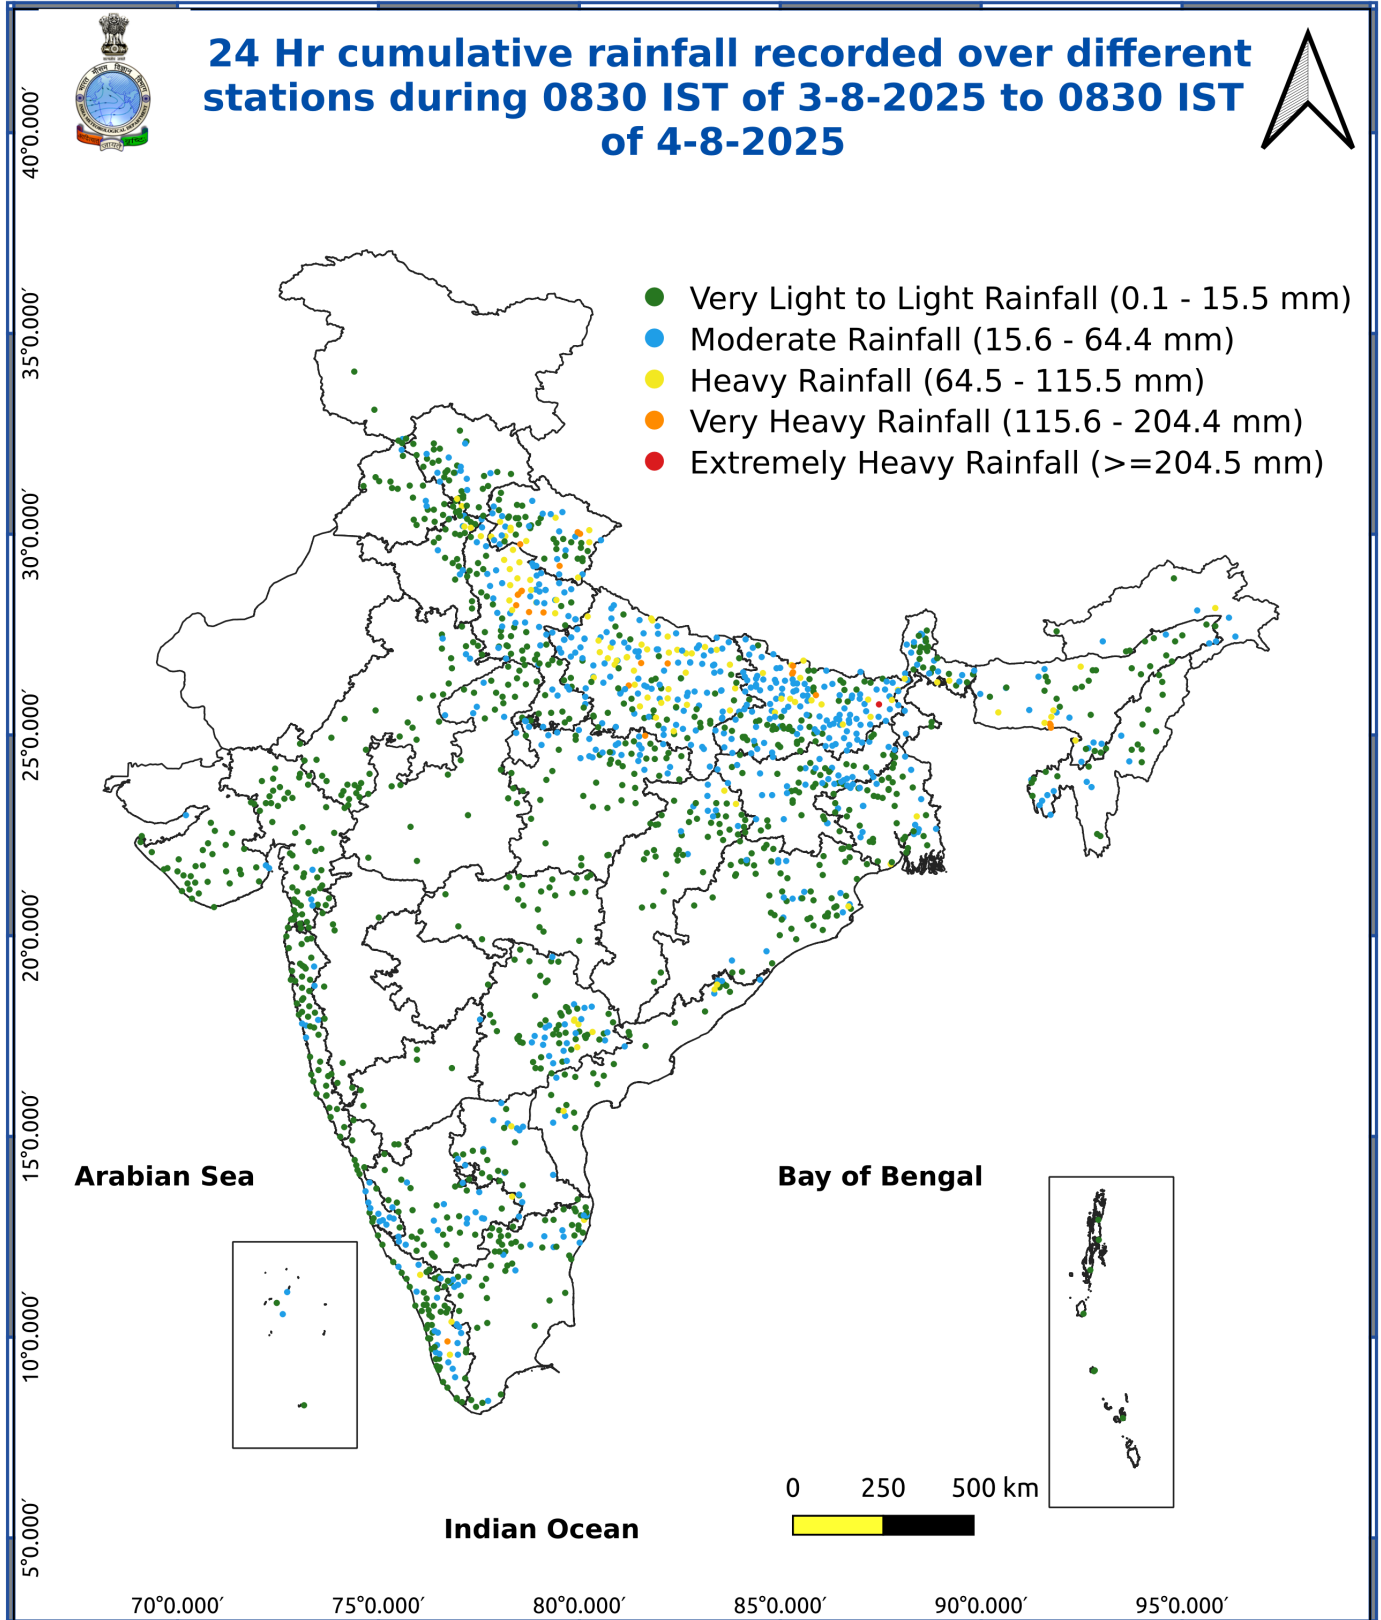 24 Hr cumulative rainfall recorded over different
stations during 0830 IST of 3-8-2025 to 0830 IST
of 4-8-2025
Very Light to Light Rainfall (0.1 - 15.5 mm)
Moderate Rainfall (15.6 - 64.4 mm)
Heavy Rainfall (64.5 - 115.5 mm)
Very Heavy Rainfall (115.6 - 204.4 mm)
Extremely Heavy Rainfall (>=204.5 mm)
40°0.000′
35°0.000′
30°0.000′
25°0.000′
20°0.000′
15°0.000′
10°0.000′
5°0.000′
Arabian Sea
Bay of Bengal
Indian Ocean
0 250 500 km
70°0.000′ 75°0.000′ 80°0.000′ 85°0.000′ 90°0.000′ 95°0.000′